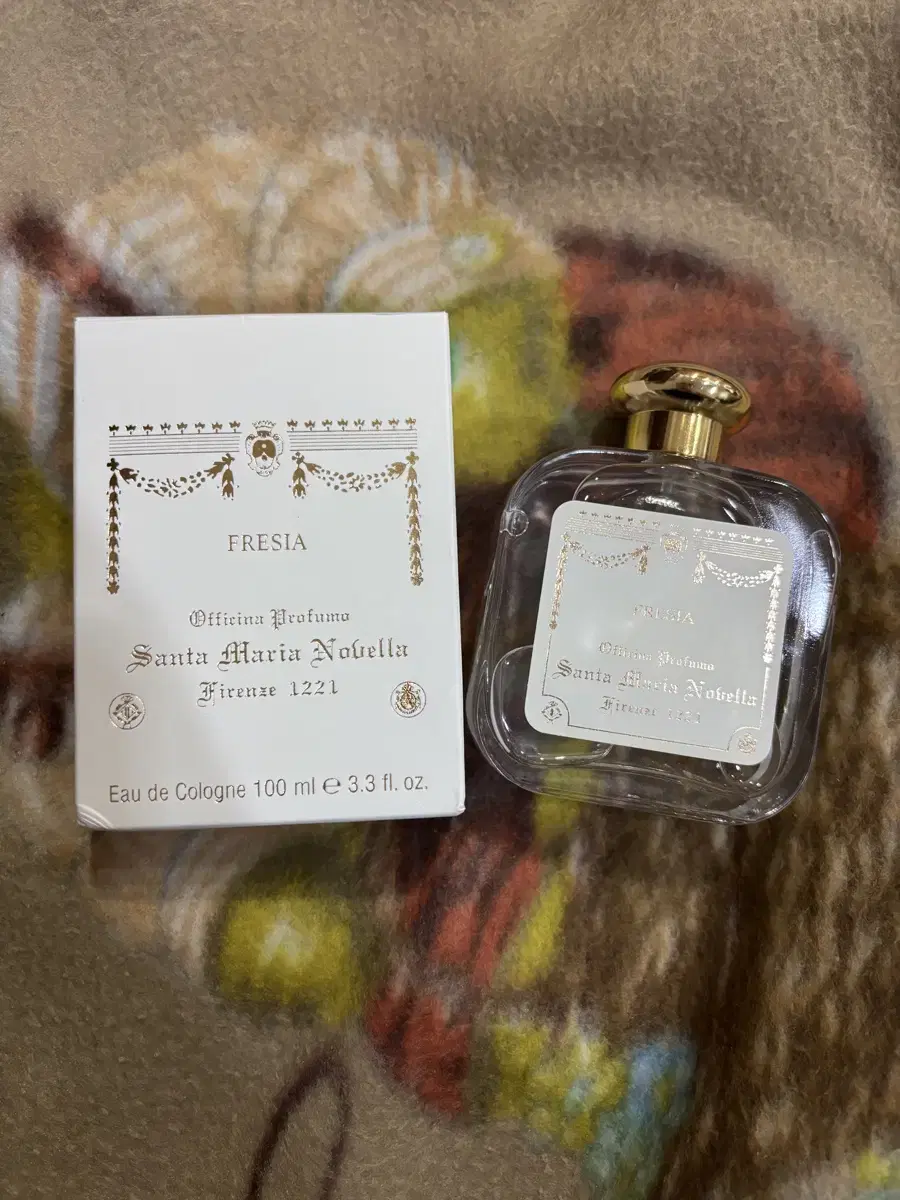 FRESIA
Officina Profumo
Santa Maria Novella
Firenze 1221
Eau de Cologne 100 ml ℮ 3.3 fl. oz.
FRESIA
Officina Profumo
Santa Maria Novella
Firenze 1221